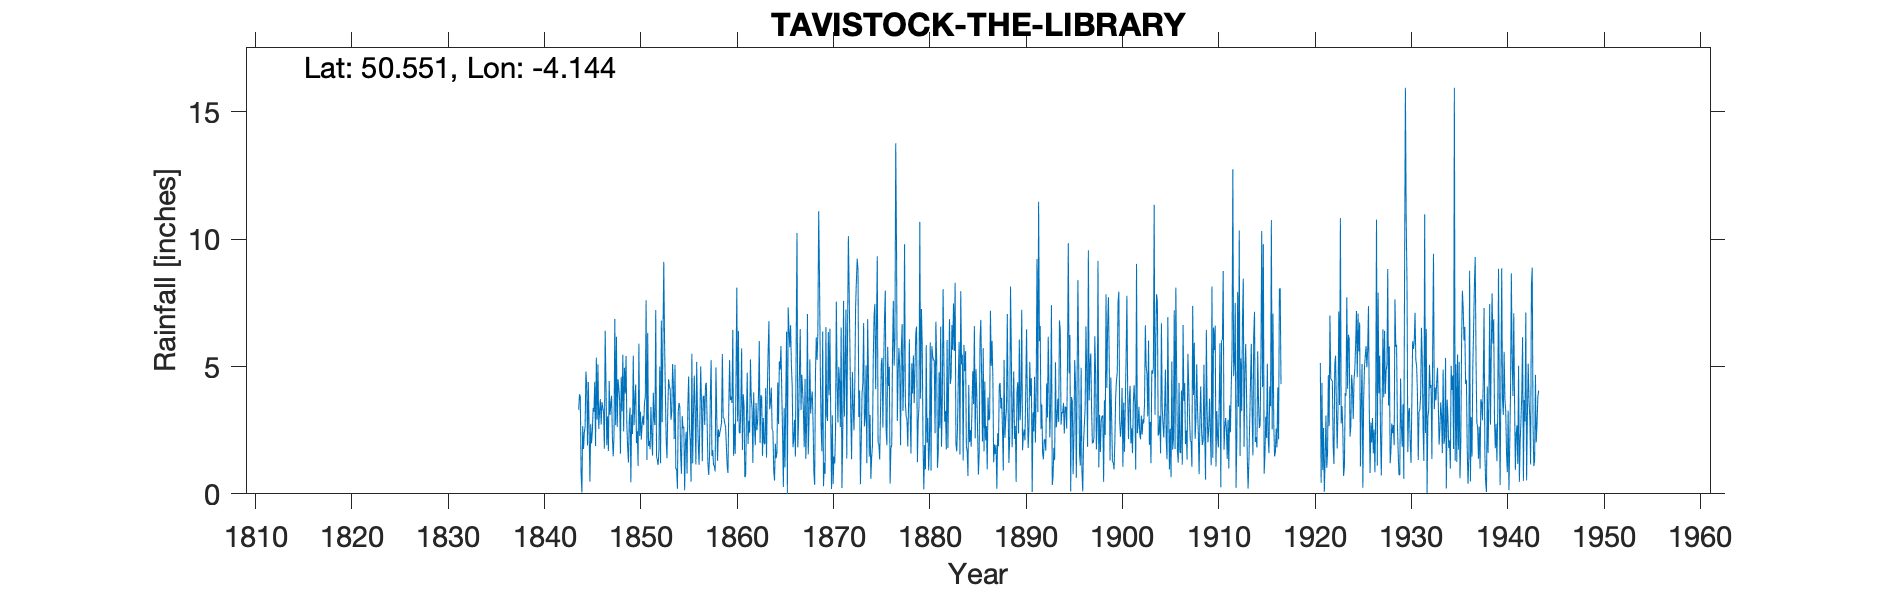 TAVISTOCK-THE-LIBRARY
Lat: 50.551, Lon: -4.144
15
10
5
0
Rainfall [inches]
1810 1820 1830 1840 1850 1860 1870 1880 1890 1900 1910 1920 1930 1940 1950 1960
Year